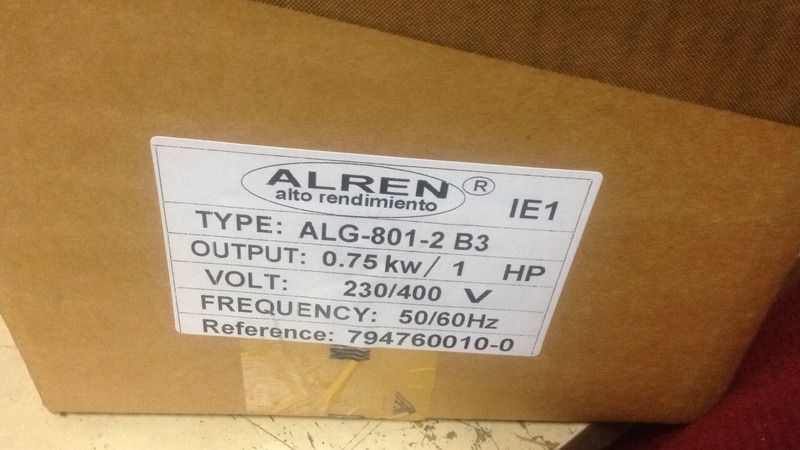 ALREN ® IE1
alto rendimiento
TYPE: ALG-801-2 B3
OUTPUT: 0.75 kw/ 1 HP
VOLT: 230/400 V
FREQUENCY: 50/60Hz
Reference: 794760010-0